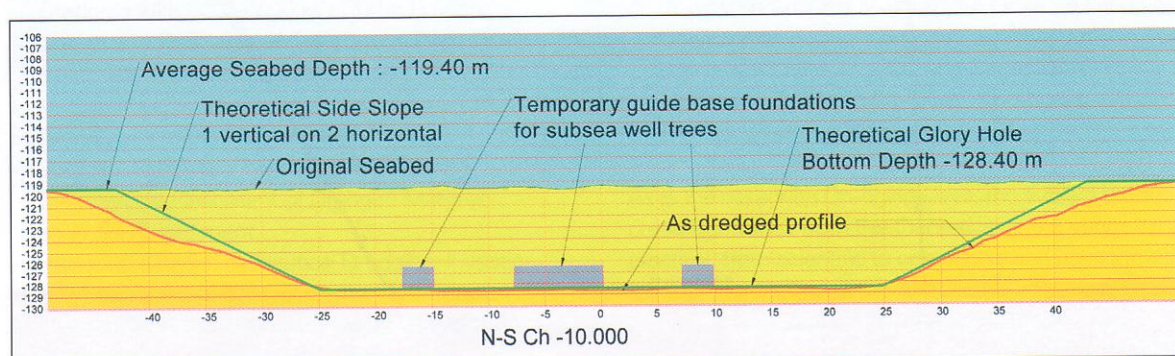 -106
-107
-108
-109
-110
-111
-112
-113
-114
-115
-116
-117
-118
-119
-120
-121
-122
-123
-124
-125
-126
-127
-128
-129
-130
Average Seabed Depth : -119.40 m
Theoretical Side Slope
1 vertical on 2 horizontal
Original Seabed
Temporary guide base foundations
for subsea well trees
Theoretical Glory Hole
Bottom Depth -128.40 m
As dredged profile
-40 -35 -30 -25 -20 -15 -10 -5 0 5 10 15 20 25 30 35 40
N-S Ch -10.000